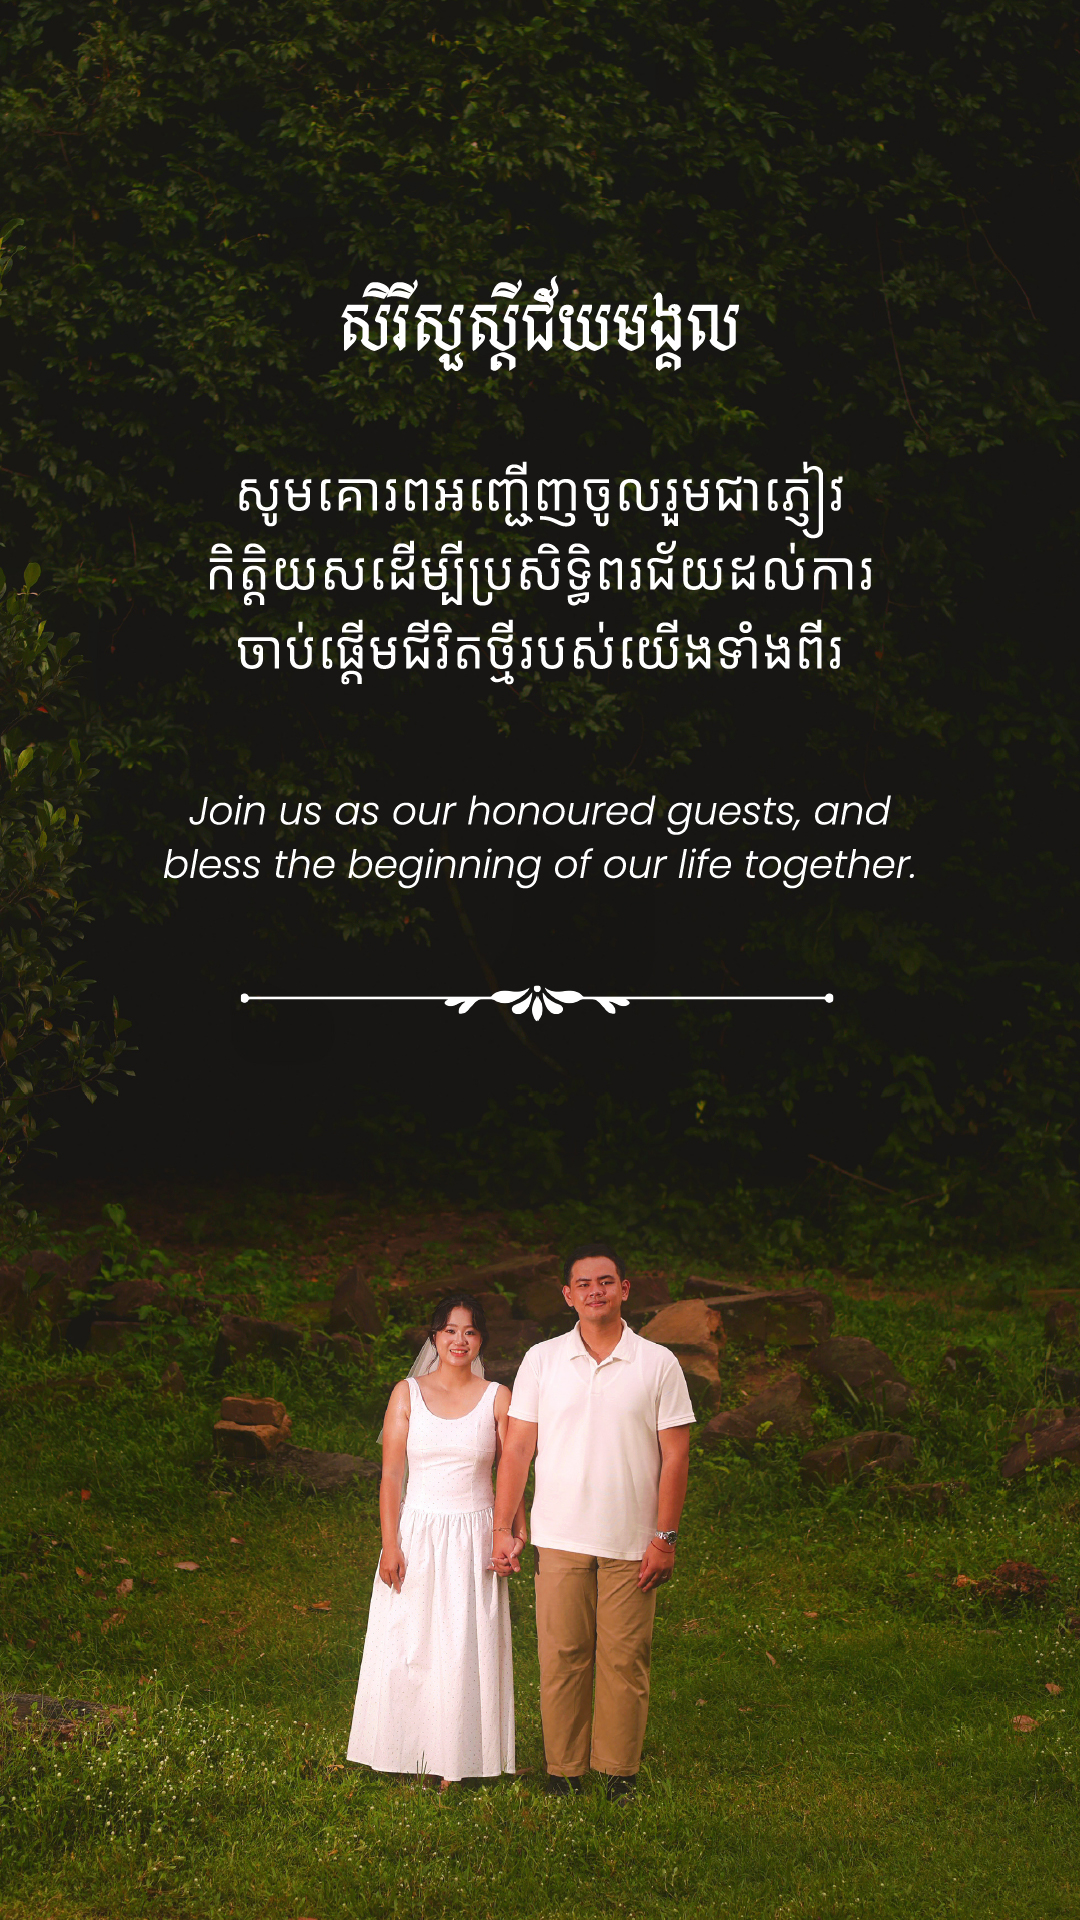 សិរីសួស្តីជ័យមង្គល
សូមគោរពអញ្ជើញចូលរួមជាភ្ញៀវ
កិត្តិយសដើម្បីប្រសិទ្ធិពរជ័យដល់ការ
ចាប់ផ្តើមជីវិតថ្មីរបស់យើងទាំងពីរ
Join us as our honoured guests, and
bless the beginning of our life together.